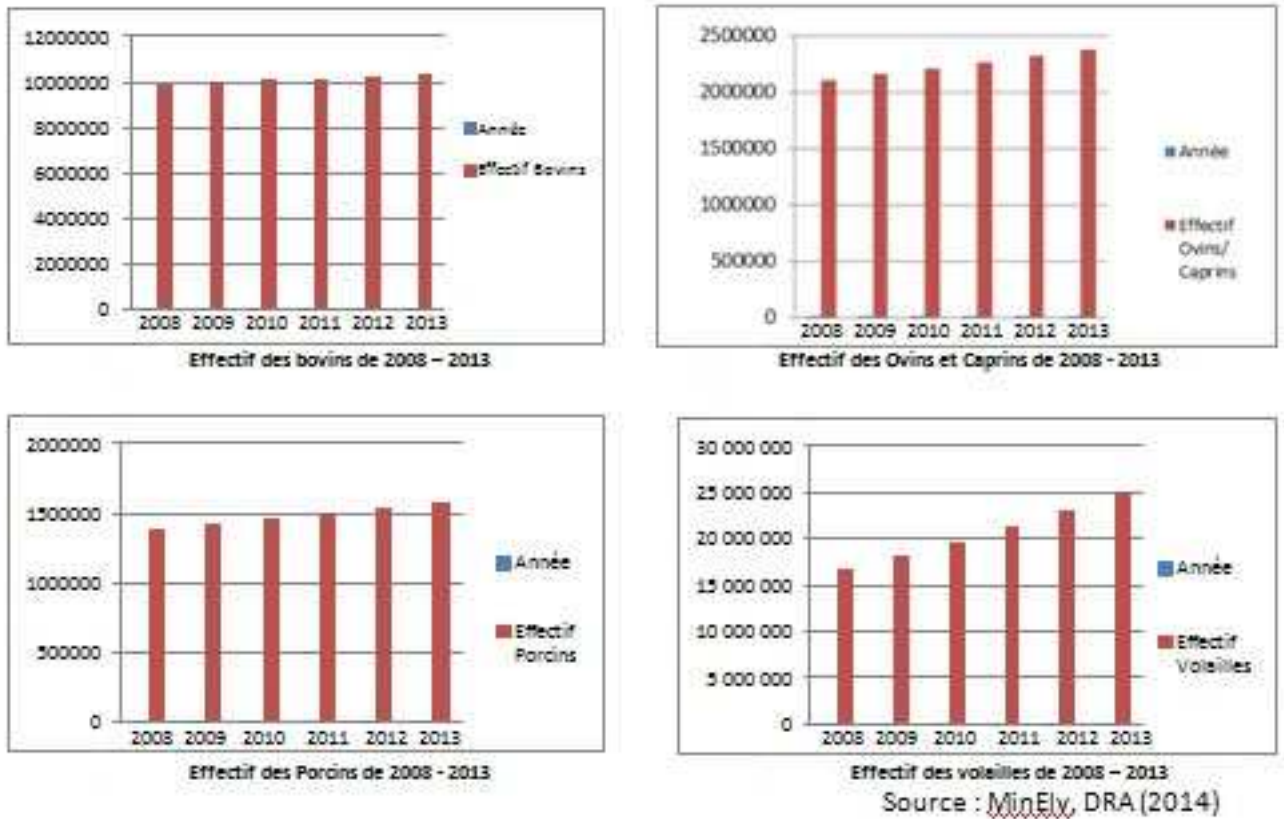 12000000
10000000
8000000
6000000
4000000
2000000
0
2008 2009 2010 2011 2012 2013
Année
Effectif Bovins
Effectif des bovins de 2008 – 2013
2500000
2000000
1500000
1000000
500000
0
2008 2009 2010 2011 2012 2013
Année
Effectif
Ovins/
Caprins
Effectif des Ovins et Caprins de 2008 - 2013
2000000
1500000
1000000
500000
0
2008 2009 2010 2011 2012 2013
Année
Effectif
Porcins
Effectif des Porcins de 2008 - 2013
30 000 000
25 000 000
20 000 000
15 000 000
10 000 000
5 000 000
0
2008 2009 2010 2011 2012 2013
Année
Effectif
Volailles
Effectif des volailles de 2008 – 2013
Source : MinElv, DRA (2014)